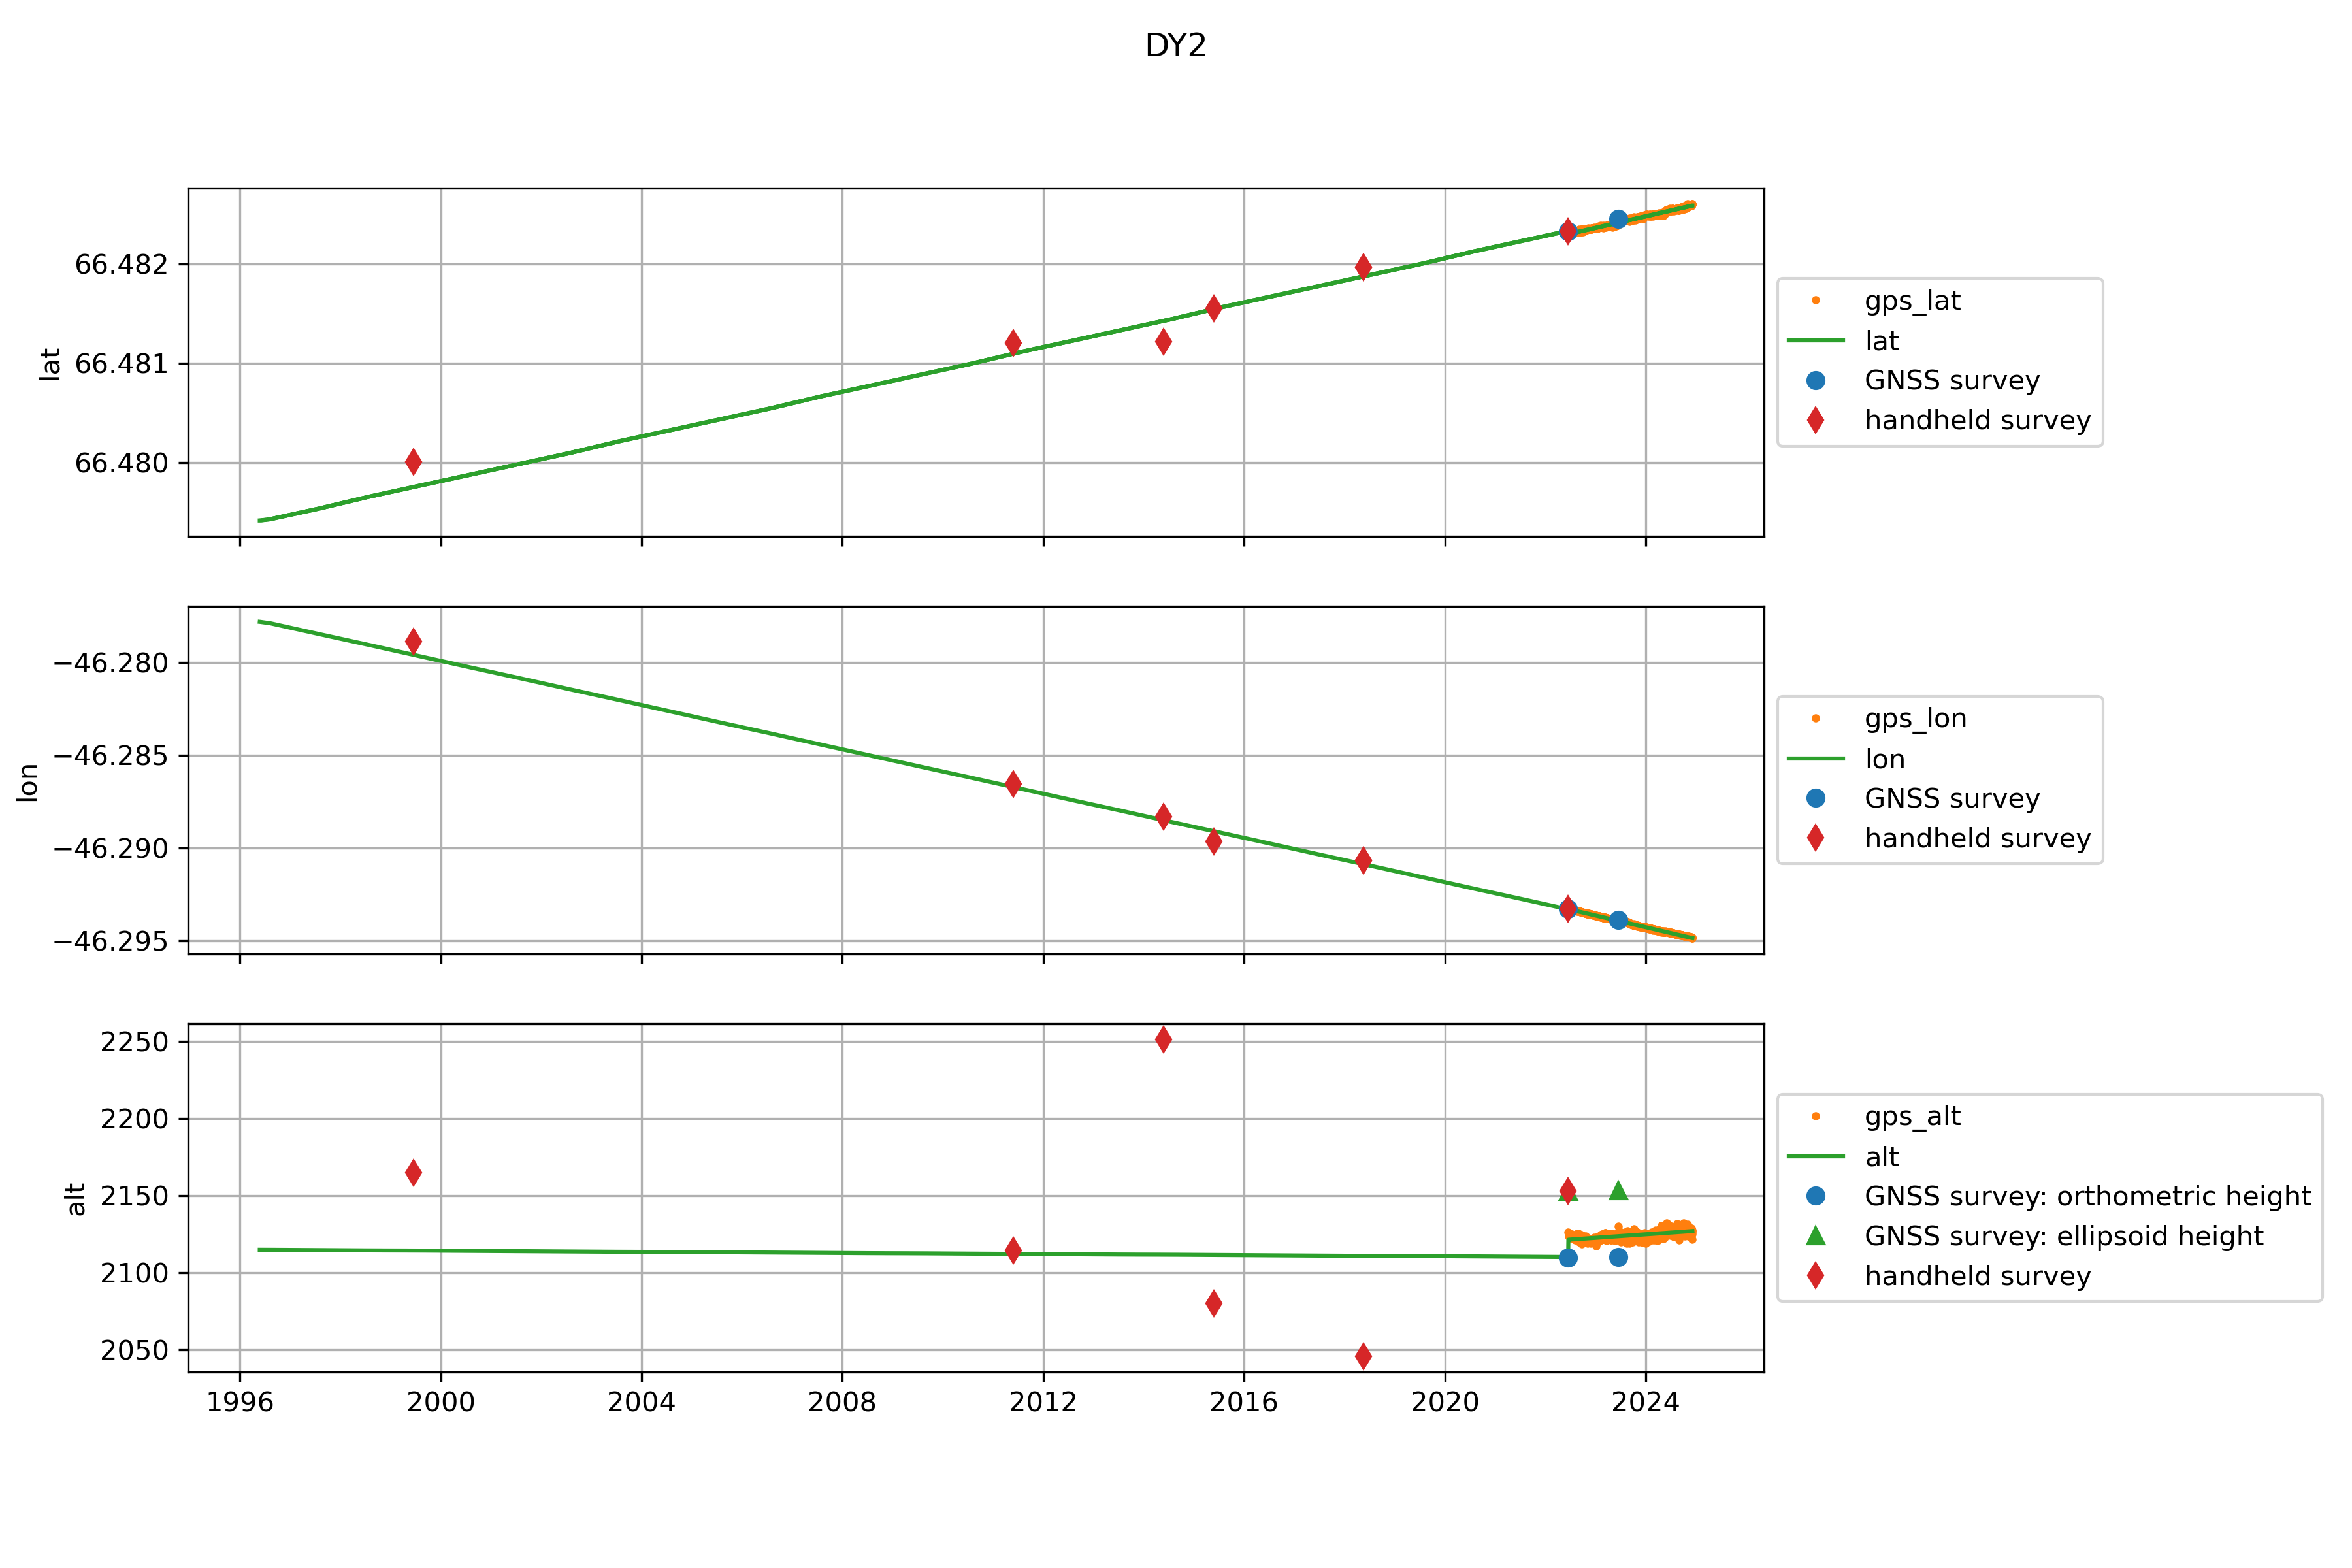 DY2
lat
66.482
66.481
66.480
gps_lat
lat
GNSS survey
handheld survey
lon
−46.280
−46.285
−46.290
−46.295
gps_lon
lon
GNSS survey
handheld survey
alt
2250
2200
2150
2100
2050
1996 2000 2004 2008 2012 2016 2020 2024
gps_alt
alt
GNSS survey: orthometric height
GNSS survey: ellipsoid height
handheld survey